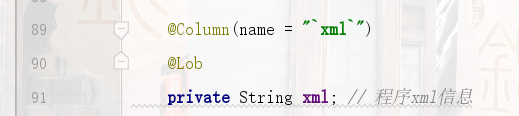 89 @Column(name = "`xml`")
90 @Lob
91 private String xml; // 程序xml信息